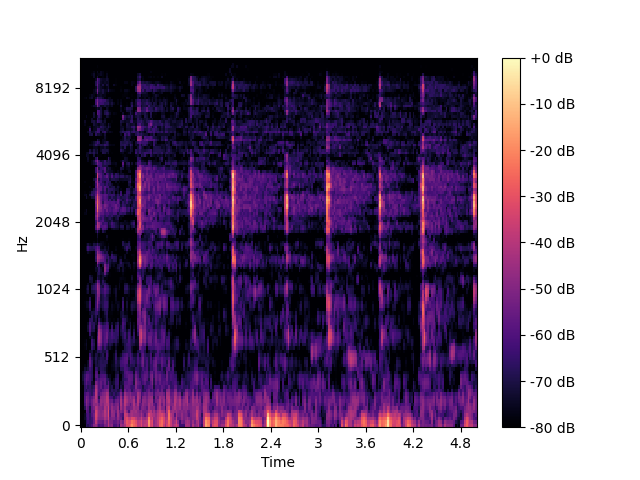 +0 dB
8192
-10 dB
4096
-20 dB
-30 dB
2048
Hz
-40 dB
1024
-50 dB
-60 dB
512
-70 dB
0
-80 dB
0 0.6 1.2 1.8 2.4 3 3.6 4.2 4.8
Time